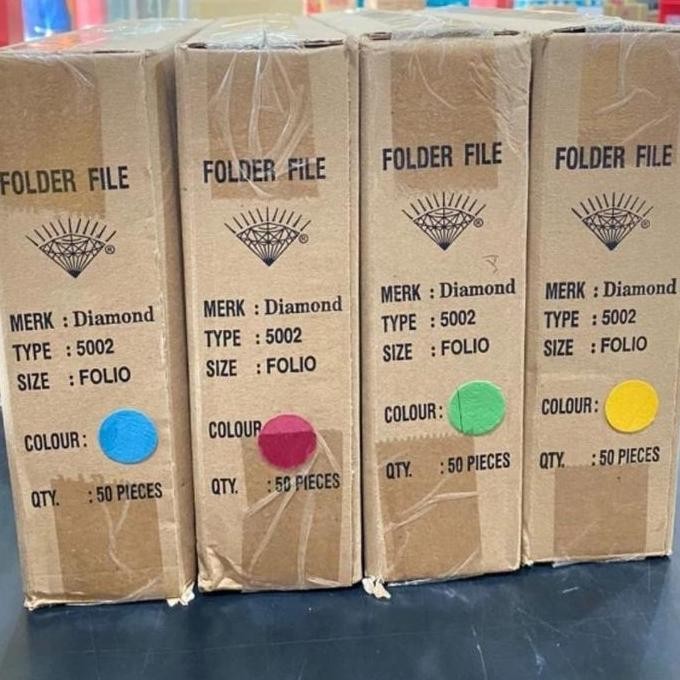 FOLDER FILE
®
MERK : Diamond
TYPE : 5002
SIZE : FOLIO
COLOUR :
QTY. : 50 PIECES
FOLDER FILE
®
MERK : Diamond
TYPE : 5002
SIZE : FOLIO
COLOUR
QTY. : 50 PIECES
FOLDER FILE
®
MERK : Diamond
TYPE : 5002
SIZE : FOLIO
COLOUR :
QTY. : 50 PIECES
FOLDER FILE
®
MERK : Diamond
TYPE : 5002
SIZE : FOLIO
COLOUR :
QTY. : 50 PIECES